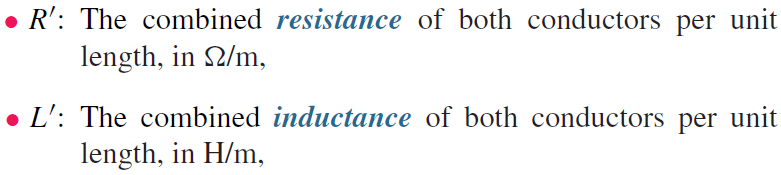 • R′: The combined resistance of both conductors per unit
length, in Ω/m,
• L′: The combined inductance of both conductors per unit
length, in H/m,